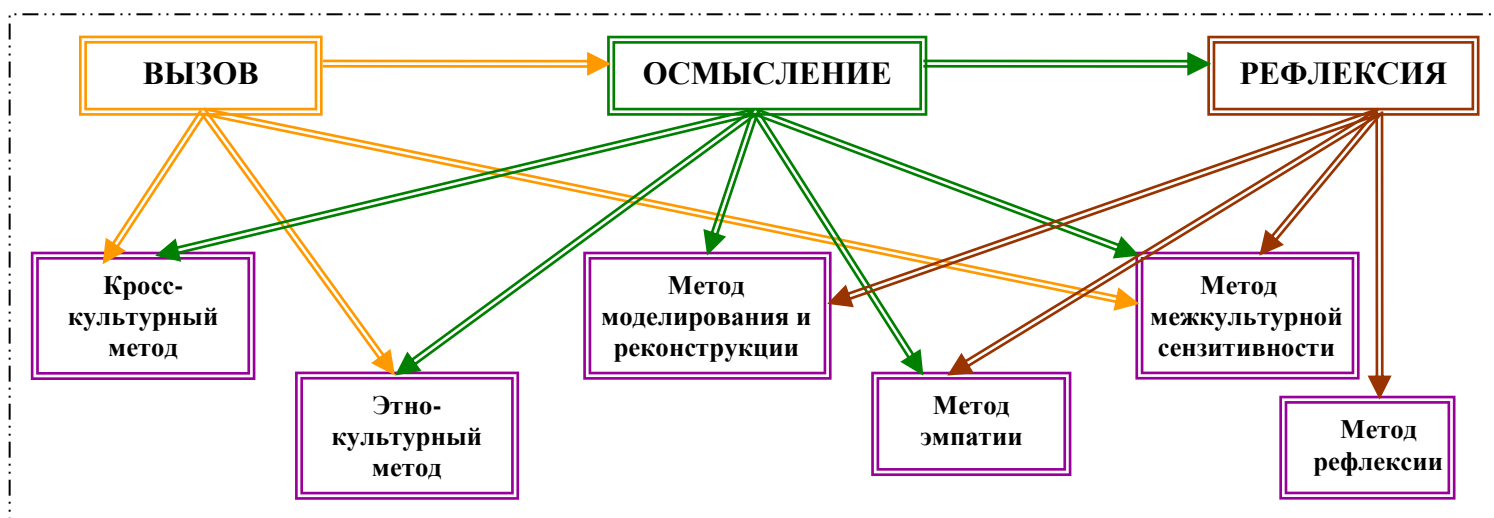 ВЫЗОВ
ОСМЫСЛЕНИЕ
РЕФЛЕКСИЯ
Кросс-
культурный
метод
Этно-
культурный
метод
Метод
моделирования и
реконструкции
Метод
эмпатии
Метод
межкультурной
сензитивности
Метод
рефлексии